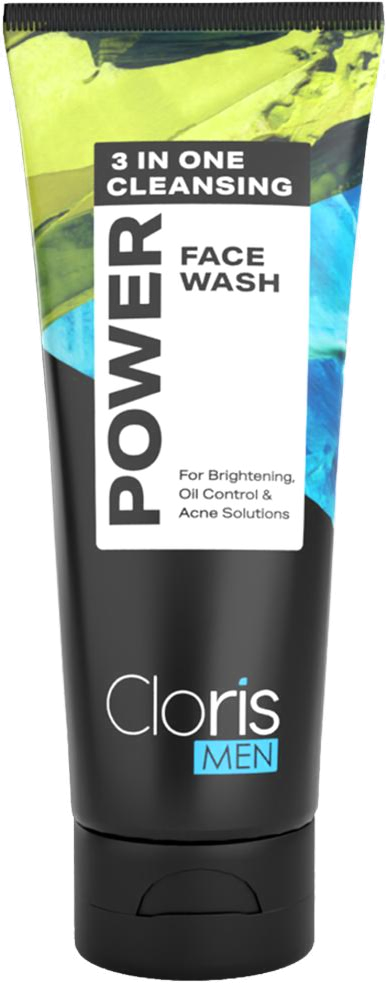 3 IN ONE
CLEANSING
POWER
FACE
WASH
For Brightening,
Oil Control &
Acne Solutions
Cloris
MEN